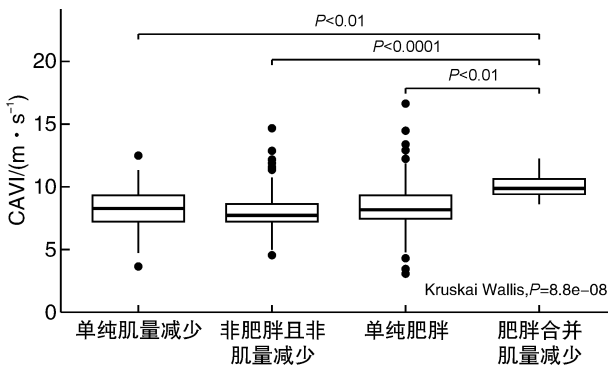 P<0.01
P<0.0001
P<0.01
20
15
10
5
0
CAVI/(m·s⁻¹)
Kruskai Wallis,P=8.8e−08
单纯肌量减少
非肥胖且非
肌量减少
单纯肥胖
肥胖合并
肌量减少